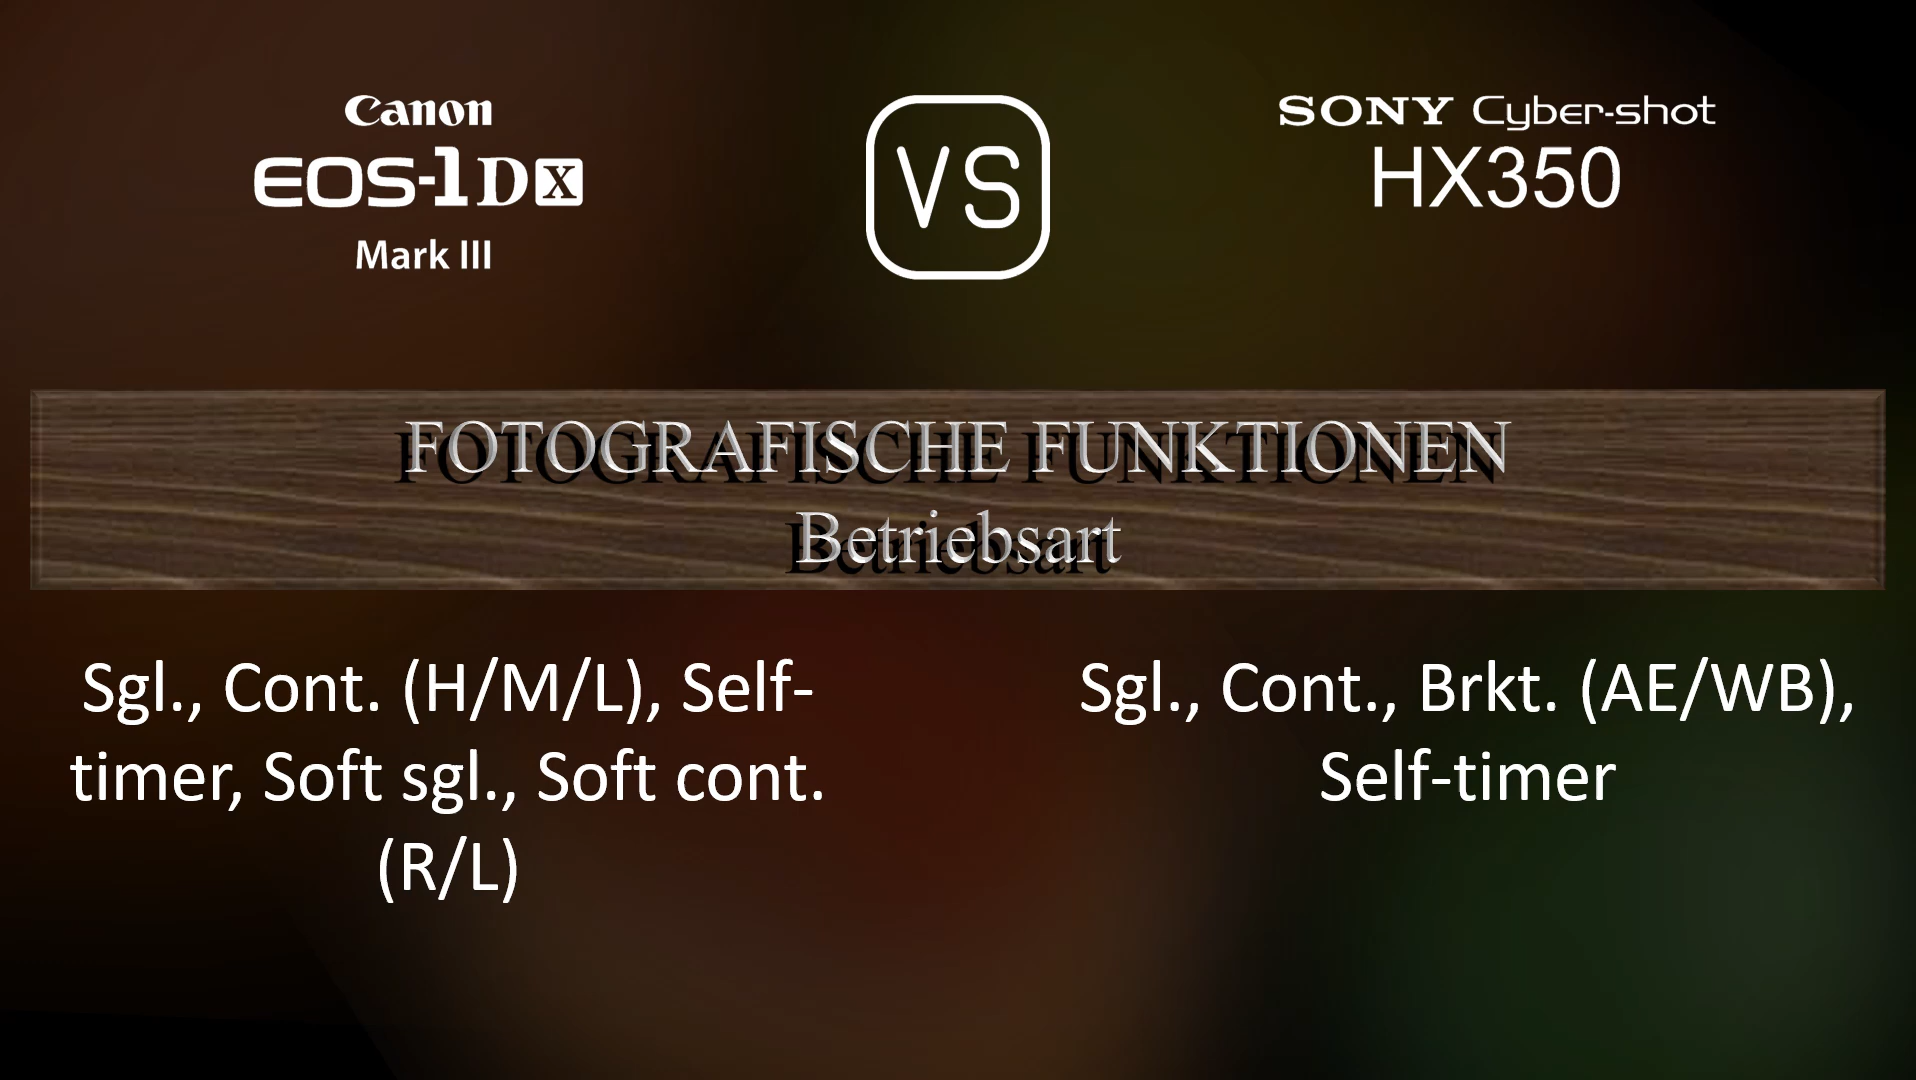 Canon
EOS-1D X
Mark III
VS
SONY Cyber-shot
HX350
FOTOGRAFISCHE FUNKTIONEN
Betriebsart
Sgl., Cont. (H/M/L), Self-
timer, Soft sgl., Soft cont.
(R/L)
Sgl., Cont., Brkt. (AE/WB),
Self-timer